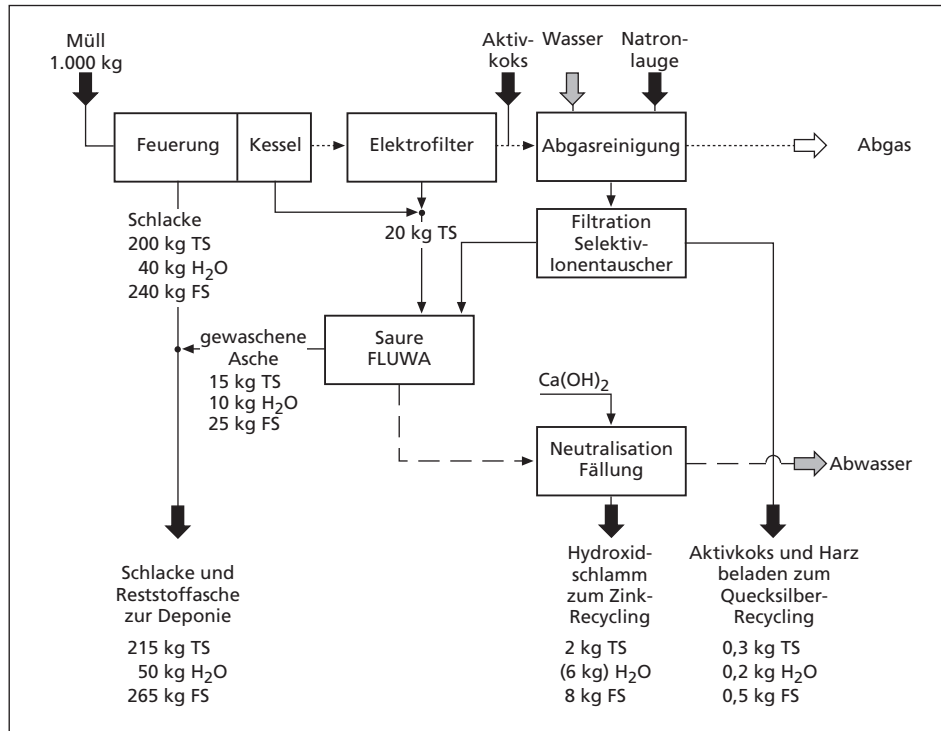 Müll
1.000 kg
Aktiv-
koks
Wasser
Natron-
lauge
Feuerung
Kessel
Elektrofilter
Abgasreinigung
Abgas
Schlacke
200 kg TS
40 kg H₂O
240 kg FS
20 kg TS
Filtration
Selektiv-
Ionentauscher
gewaschene
Asche
15 kg TS
10 kg H₂O
25 kg FS
Saure
FLUWA
Ca(OH)₂
Neutralisation
Fällung
Abwasser
Schlacke und
Reststoffasche
zur Deponie
215 kg TS
50 kg H₂O
265 kg FS
Hydroxid-
schlamm
zum Zink-
Recycling
2 kg TS
(6 kg) H₂O
8 kg FS
Aktivkoks und Harz
beladen zum
Quecksilber-
Recycling
0,3 kg TS
0,2 kg H₂O
0,5 kg FS